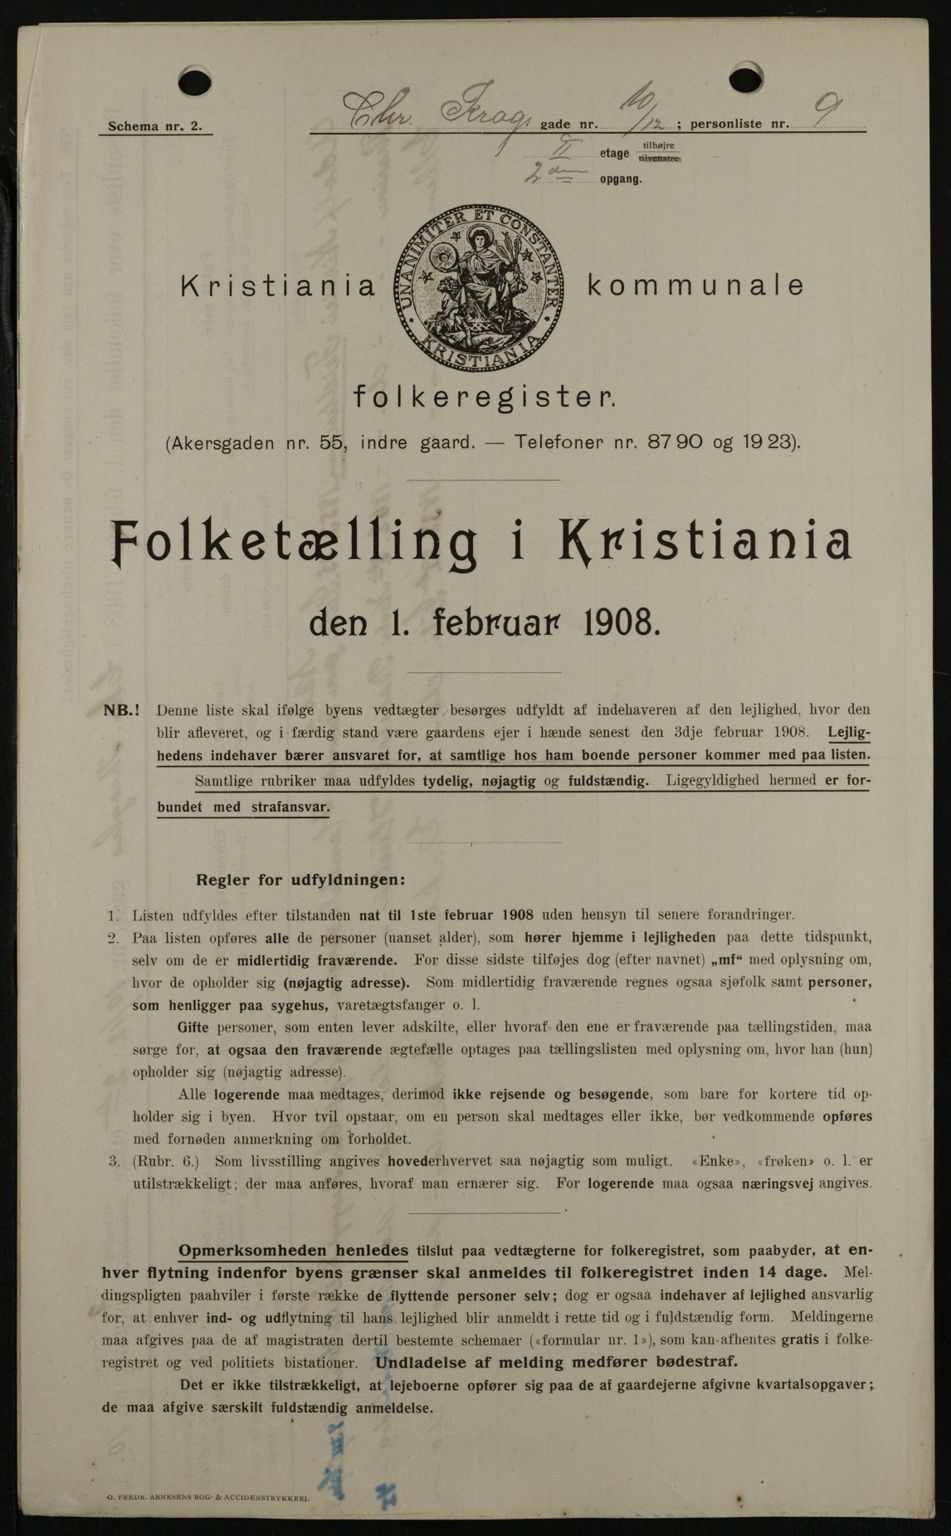 Schema nr. 2.
Chr. Krogs gade nr. 10/12 ; personliste nr. 9
II etage tilhøjre tilvenstre
2den opgang.
UNANIMITER ET CONSTANTER
KRISTIANIA
Kristiania kommunale
folkeregister.
(Akersgaden nr. 55, indre gaard. — Telefoner nr. 87 90 og 19 23).
Folketælling i Kristiania
den 1. februar 1908.
NB.! Denne liste skal ifølge byens vedtægter besørges udfyldt af indehaveren af den lejlighed, hvor den
blir afleveret, og i færdig stand være gaardens ejer i hænde senest den 3dje februar 1908. Lejlig-
hedens indehaver bærer ansvaret for, at samtlige hos ham boende personer kommer med paa listen.
Samtlige rubriker maa udfyldes tydelig, nøjagtig og fuldstændig. Ligegyldighed hermed er for-
bundet med strafansvar.
Regler for udfyldningen:
1. Listen udfyldes efter tilstanden nat til 1ste februar 1908 uden hensyn til senere forandringer.
2. Paa listen opføres alle de personer (uanset alder), som hører hjemme i lejligheden paa dette tidspunkt,
selv om de er midlertidig fraværende. For disse sidste tilføjes dog (efter navnet) „mf“ med oplysning om,
hvor de opholder sig (nøjagtig adresse). Som midlertidig fraværende regnes ogsaa sjøfolk samt personer,
som henligger paa sygehus, varetægtsfanger o. l.
Gifte personer, som enten lever adskilte, eller hvoraf den ene er fraværende paa tællingstiden, maa
sørge for, at ogsaa den fraværende ægtefælle optages paa tællingslisten med oplysning om, hvor han (hun)
opholder sig (nøjagtig adresse).
Alle logerende maa medtages, derimod ikke rejsende og besøgende, som bare for kortere tid op-
holder sig i byen. Hvor tvil opstaar, om en person skal medtages eller ikke, bør vedkommende opføres
med fornøden anmerkning om forholdet.
3. (Rubr. 6.) Som livsstilling angives hovederhvervet saa nøjagtig som muligt. «Enke», «frøken» o. l. er
utilstrækkeligt; der maa anføres, hvoraf man ernærer sig. For logerende maa ogsaa næringsvej angives.
Opmerksomheden henledes tilslut paa vedtægterne for folkeregistret, som paabyder, at en-
hver flytning indenfor byens grænser skal anmeldes til folkeregistret inden 14 dage. Mel-
dingspligten paahviler i første række de flyttende personer selv; dog er ogsaa indehaver af lejlighed ansvarlig
for, at enhver ind- og udflytning til hans lejlighed blir anmeldt i rette tid og i fuldstændig form. Meldingerne
maa afgives paa de af magistraten dertil bestemte schemaer («formular nr. 1»), som kan afhentes gratis i folke-
registret og ved politiets bistationer. Undladelse af melding medfører bødestraf.
Det er ikke tilstrækkeligt, at lejeboerne opfører sig paa de af gaardejerne afgivne kvartalsopgaver;
de maa afgive særskilt fuldstændig anmeldelse.
O. FREDR. ARNESENS BOG- & ACCIDENSTRYKKERI.